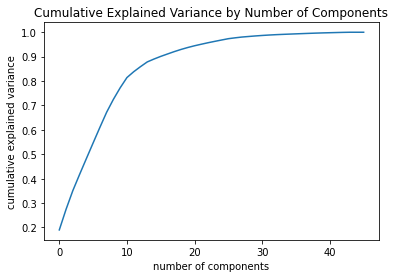 Cumulative Explained Variance by Number of Components
1.0
0.9
0.8
0.7
0.6
0.5
0.4
0.3
0.2
cumulative explained variance
0 10 20 30 40
number of components